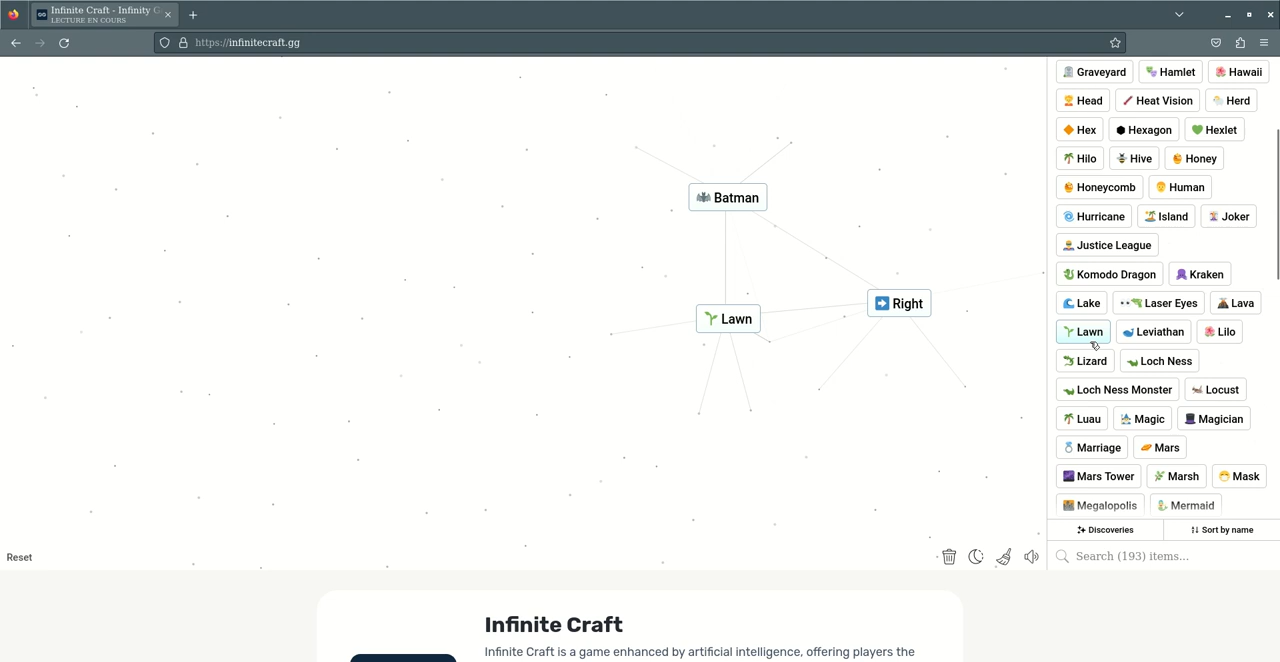 Infinite Craft - Infinity C
LECTURE EN COURS
https://infinitecraft.gg
Batman
Right
Lawn
Graveyard Hamlet Hawaii
Head Heat Vision Herd
Hex Hexagon Hexlet
Hilo Hive Honey
Honeycomb Human
Hurricane Island Joker
Justice League
Komodo Dragon Kraken
Lake Laser Eyes Lava
Lawn Leviathan Lilo
Lizard Loch Ness
Loch Ness Monster Locust
Luau Magic Magician
Marriage Mars
Mars Tower Marsh Mask
Megalopolis Mermaid
Discoveries Sort by name
Search (193) items...
Reset
Infinite Craft
Infinite Craft is a game enhanced by artificial intelligence, offering players the